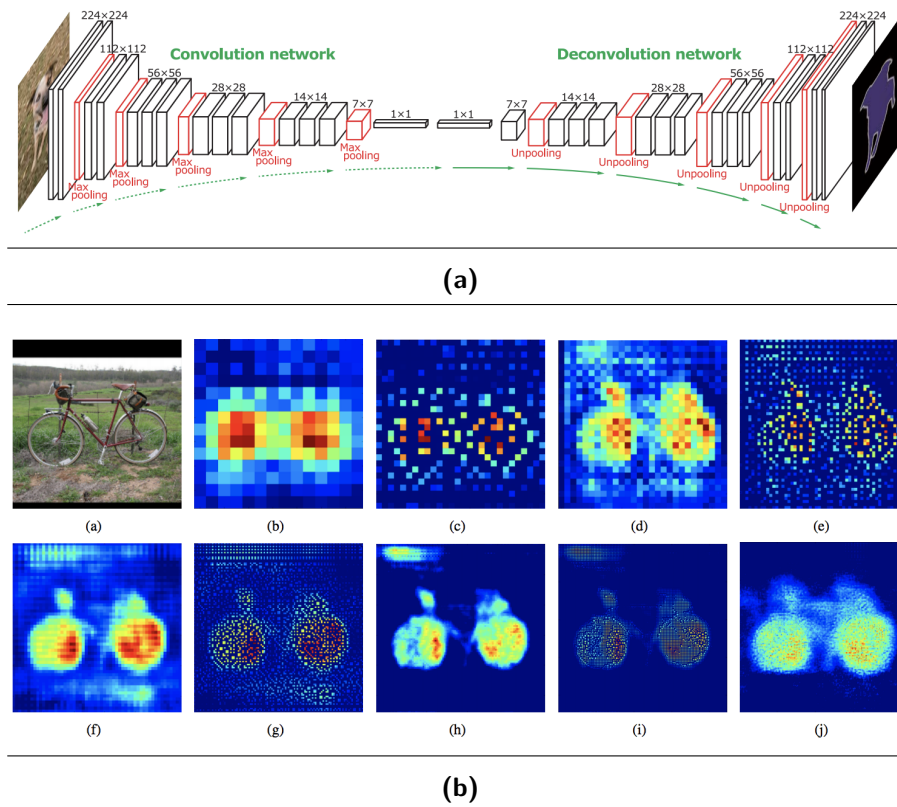 224×224
112×112
56×56
28×28
14×14
7×7
1×1
1×1
7×7
14×14
28×28
56×56
112×112
224×224
Convolution network
Deconvolution network
Max
pooling
Max
pooling
Max
pooling
Max
pooling
Max
pooling
Unpooling
Unpooling
Unpooling
Unpooling
Unpooling
(a)
(a)
(b)
(c)
(d)
(e)
(f)
(g)
(h)
(i)
(j)
(b)